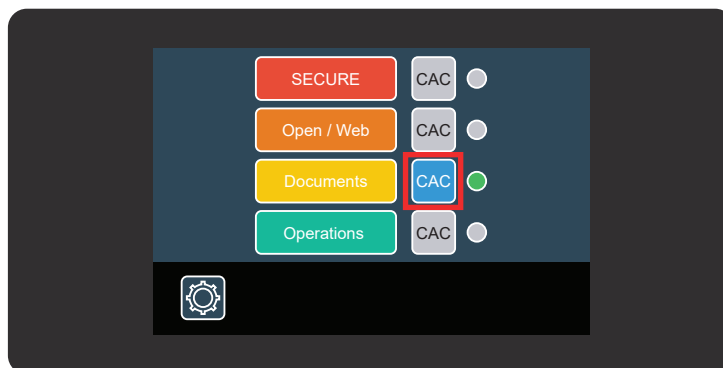 SECURE CAC
Open / Web CAC
Documents CAC
Operations CAC